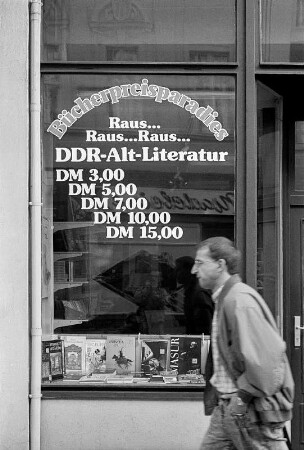 Bücherpreisparadies
Raus...
Raus...Raus...
DDR-Alt-Literatur
DM 3,00
DM 5,00
DM 7,00
DM 10,00
DM 15,00
MASUR